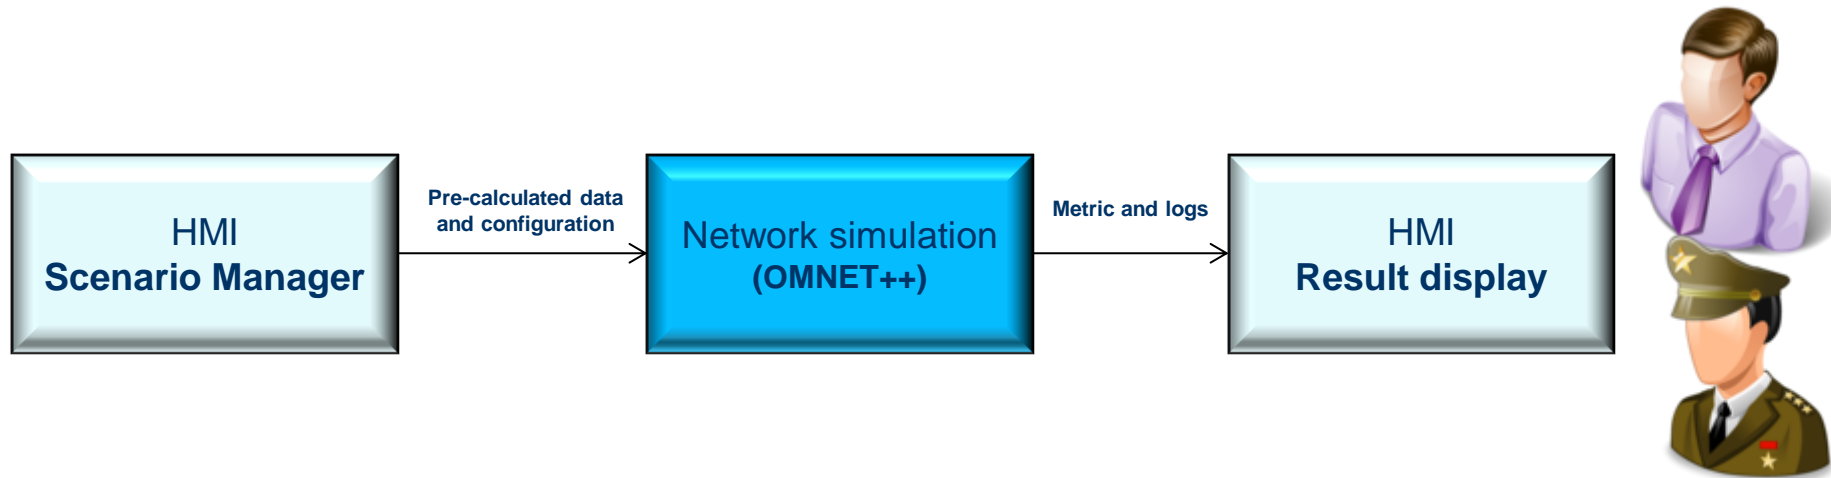 HMI
Scenario Manager
Pre-calculated data
and configuration
Network simulation
(OMNET++)
Metric and logs
HMI
Result display